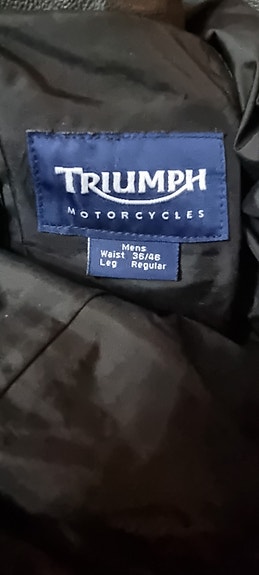 TRIUMPH
MOTORCYCLES
Mens
Waist 36/46
Leg Regular